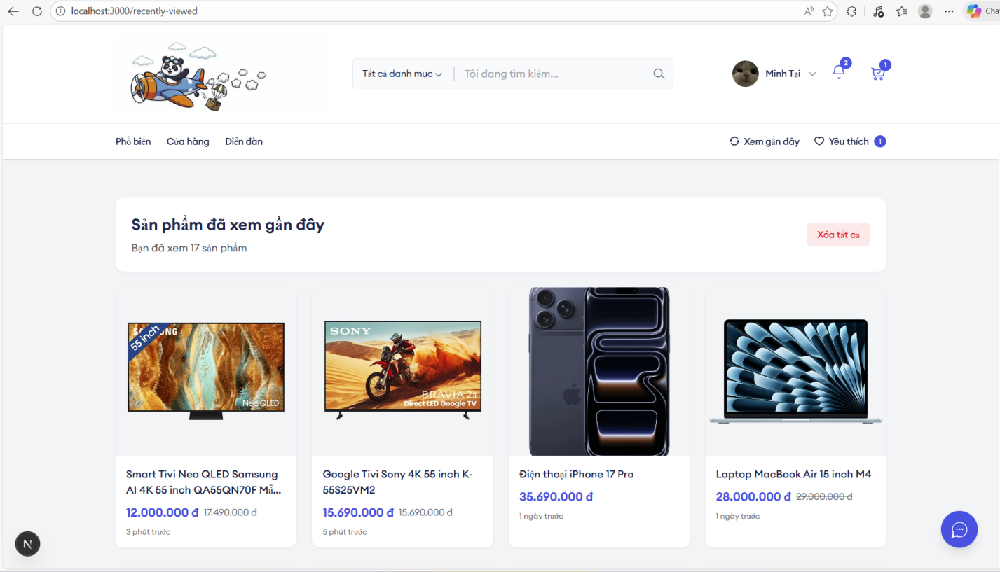 localhost:3000/recently-viewed
Chat
Tất cả danh mục
Tôi đang tìm kiếm...
Minh Tại
2
1
Phổ biến
Cửa hàng
Diễn đàn
Xem gần đây
Yêu thích 1
Sản phẩm đã xem gần đây
Bạn đã xem 17 sản phẩm
Xóa tất cả
SAMSUNG
55 inch
Neo QLED
SONY
BRAVIA 2 II
Direct LED Google TV
Smart Tivi Neo QLED Samsung
AI 4K 55 inch QA55QN70F Mẫ...
12.000.000 đ 17.490.000 đ
3 phút trước
Google Tivi Sony 4K 55 inch K-
55S25VM2
15.690.000 đ 15.690.000 đ
5 phút trước
Điện thoại iPhone 17 Pro
35.690.000 đ
1 ngày trước
Laptop MacBook Air 15 inch M4
28.000.000 đ 29.000.000 đ
1 ngày trước
N